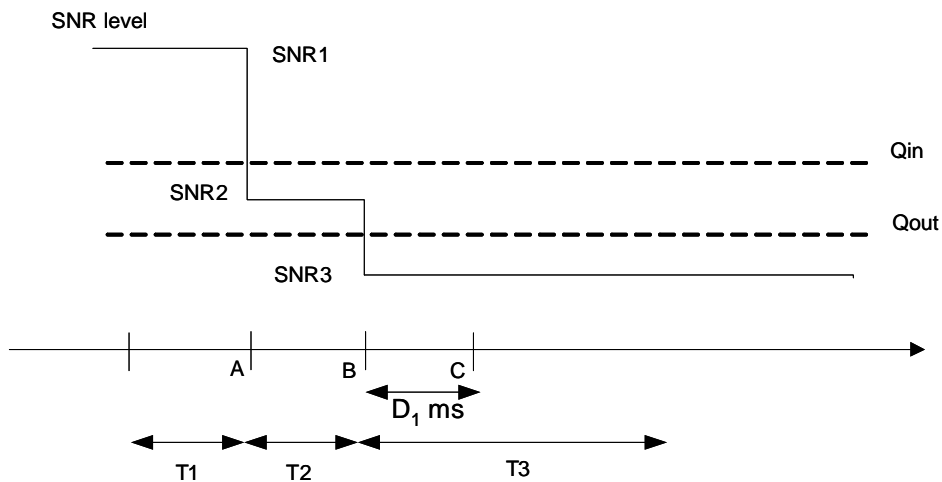 SNR level
SNR1
Qin
SNR2
Qout
SNR3
A B C
D₁ ms
T1 T2 T3